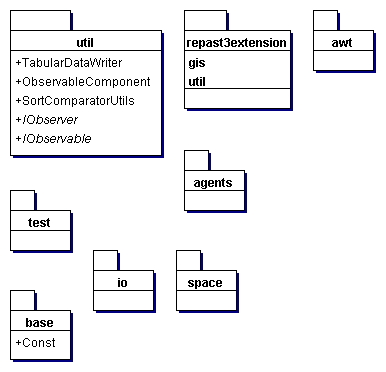 util
+TabularDataWriter
+ObservableComponent
+SortComparatorUtils
+IObserver
+IObservable
repast3extension
gis
util
awt
agents
test
io
space
base
+Const